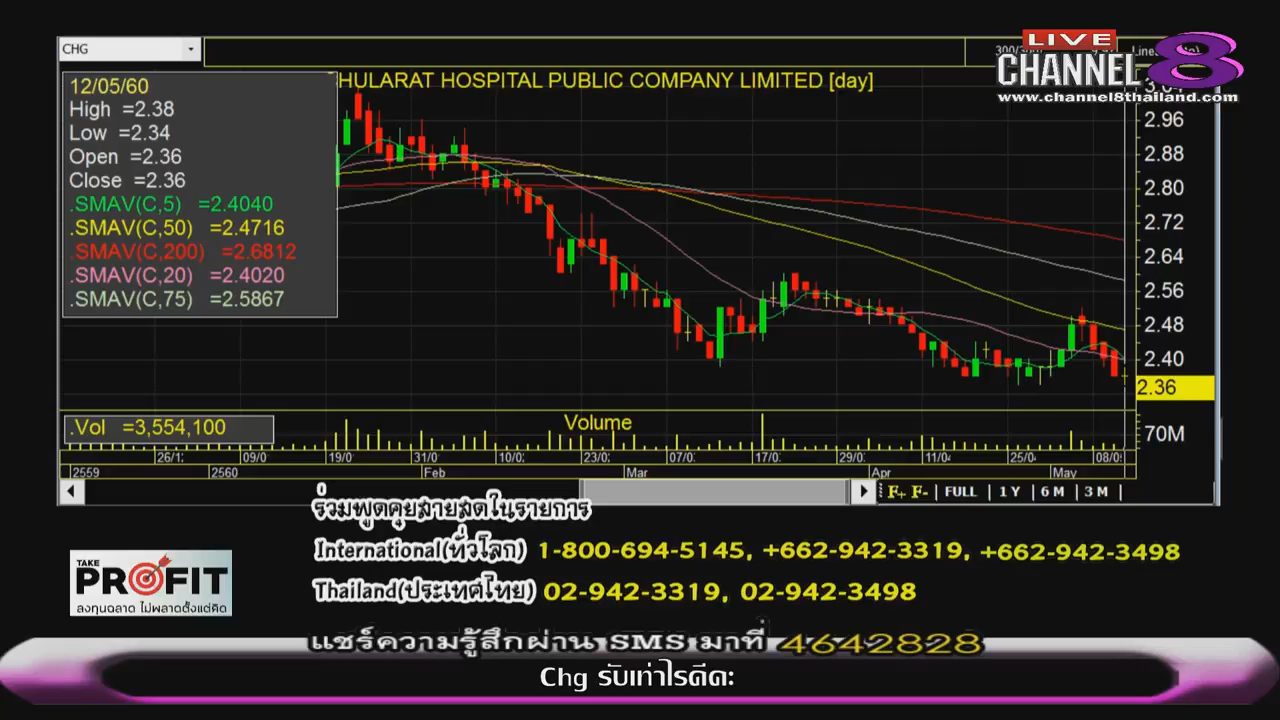 CHG
300/300
LIVE
CHANNEL 8
www.channel8thailand.com
12/05/60
High =2.38
Low =2.34
Open =2.36
Close =2.36
.SMAV(C,5) =2.4040
.SMAV(C,50) =2.4716
.SMAV(C,200) =2.6812
.SMAV(C,20) =2.4020
.SMAV(C,75) =2.5867
HULARAT HOSPITAL PUBLIC COMPANY LIMITED [day]
3.04
2.96
2.88
2.80
2.72
2.64
2.56
2.48
2.40
2.36
.Vol =3,554,100
Volume
70M
26/1 09/0 19/0 31/0 10/0 23/0 07/0 17/0 29/0 11/0 25/0 08/0
2559 2560 Feb Mar Apr May
F+ F- FULL 1 Y 6 M 3 M
0
ร่วมพูดคุยสายสดในรายการ
International(ทั่วโลก) 1-800-694-5145, +662-942-3319, +662-942-3498
Thailand(ประเทศไทย) 02-942-3319, 02-942-3498
TAKE
PROFIT
ลงทุนฉลาด ไม่พลาดตั้งแต่คิด
แชร์ความรู้สึกผ่าน SMS มาที่ 4642828
Chg รับเท่าไรดีคะ